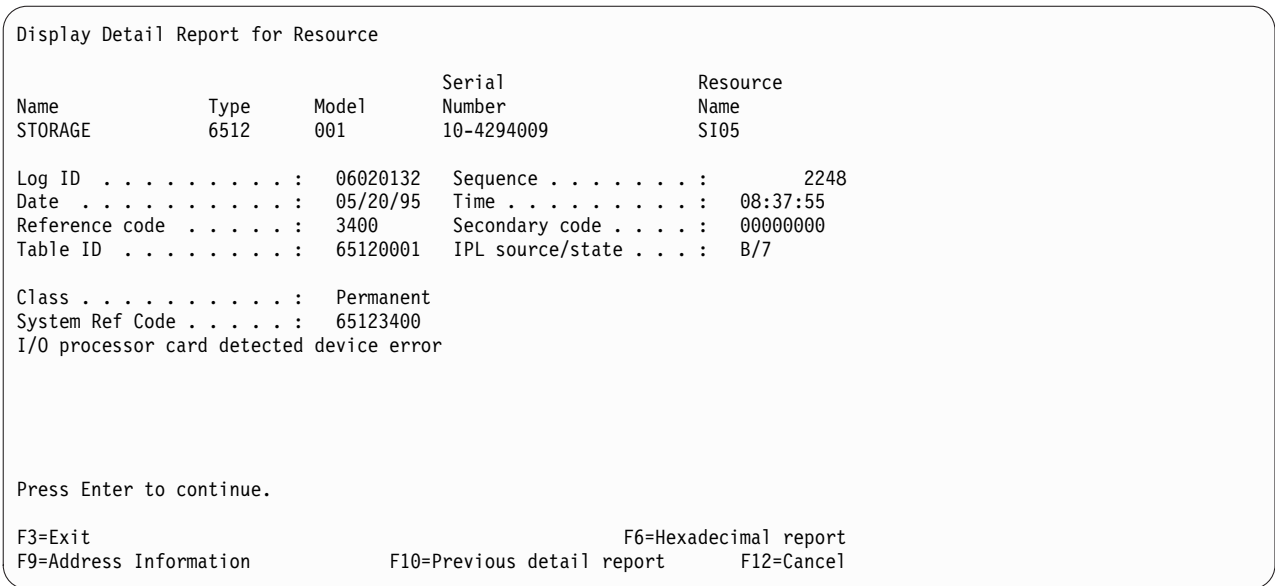 Display Detail Report for Resource
Serial Resource
Name Type Model Number Name
STORAGE 6512 001 10-4294009 SI05
Log ID . . . . . . . . . : 06020132 Sequence . . . . . . . : 2248
Date . . . . . . . . . . : 05/20/95 Time . . . . . . . . . : 08:37:55
Reference code . . . . . : 3400 Secondary code . . . . : 00000000
Table ID . . . . . . . . : 65120001 IPL source/state . . . : B/7
Class . . . . . . . . . . : Permanent
System Ref Code . . . . . : 65123400
I/O processor card detected device error
Press Enter to continue.
F3=Exit F6=Hexadecimal report
F9=Address Information F10=Previous detail report F12=Cancel